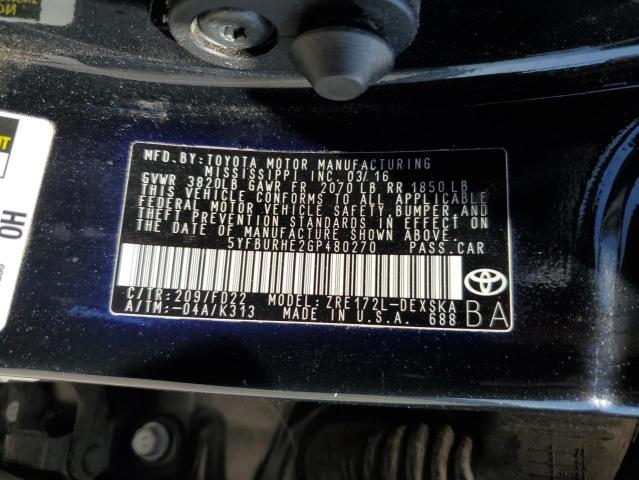 MFD.BY:TOYOTA MOTOR MANUFACTURING
MISSISSIPPI INC. 03/16
GVWR 3820LB GAWR FR 2070 LB RR 1850 LB
THIS VEHICLE CONFORMS TO ALL APPLICABLE
FEDERAL MOTOR VEHICLE SAFETY,BUMPER,AND
THEFT PREVENTION STANDARDS IN EFFECT ON
THE DATE OF MANUFACTURE SHOWN ABOVE.
5YFBURHE2GP480270 PASS.CAR
C/TR:209/FD22 MODEL: ZRE172L-DEXSKA
A/TM:-04A/K313 MADE IN U.S.A. 688
BA
HO